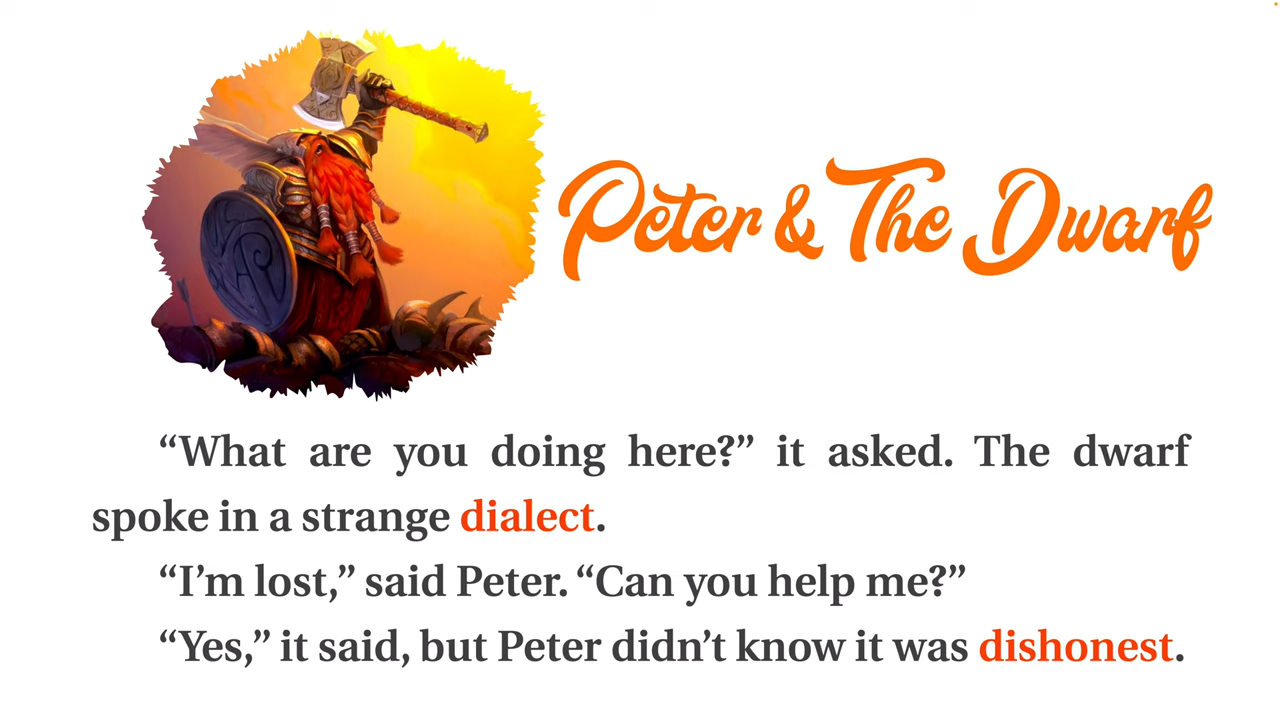 Peter & The Dwarf
“What are you doing here?” it asked. The dwarf
spoke in a strange dialect.
“I’m lost,” said Peter. “Can you help me?”
“Yes,” it said, but Peter didn’t know it was dishonest.